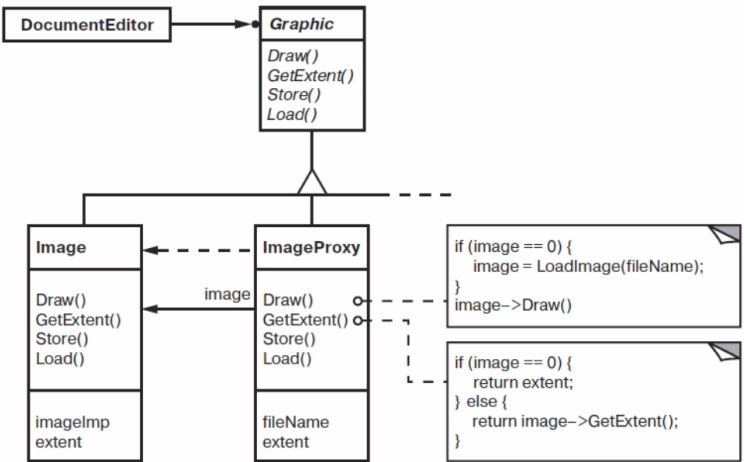 DocumentEditor
Graphic
Draw()
GetExtent()
Store()
Load()
Image
Draw()
GetExtent()
Store()
Load()
imageImp
extent
image
ImageProxy
Draw()
GetExtent()
Store()
Load()
fileName
extent
if (image == 0) {
image = LoadImage(fileName);
}
image->Draw()
if (image == 0) {
return extent;
} else {
return image->GetExtent();
}